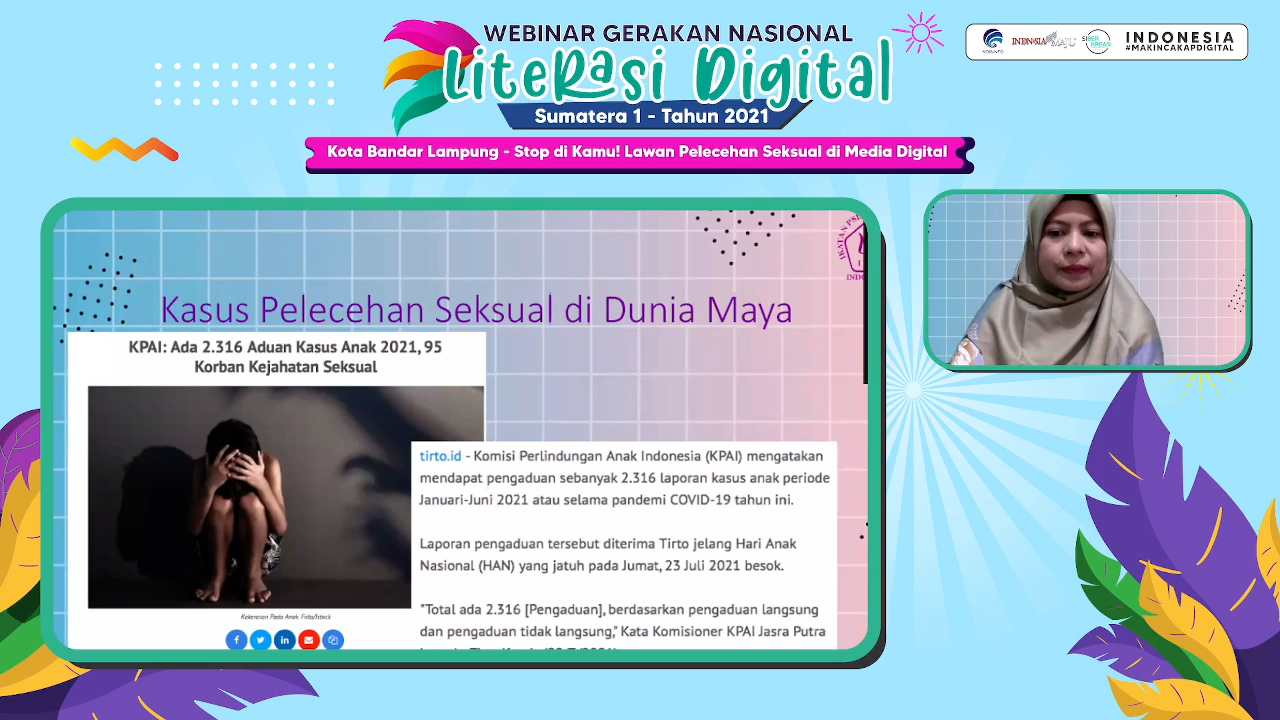 WEBINAR GERAKAN NASIONAL
Literasi Digital
Sumatera 1 - Tahun 2021
Kota Bandar Lampung - Stop di Kamu! Lawan Pelecehan Seksual di Media Digital
KOMINFO
INDONESIA MAJU
SIBER KREASI
INDONESIA
#MAKINCAKAPDIGITAL
Kasus Pelecehan Seksual di Dunia Maya
KPAI: Ada 2.316 Aduan Kasus Anak 2021, 95
Korban Kejahatan Seksual
Kekerasan Pada Anak. Foto/Istock
tirto.id - Komisi Perlindungan Anak Indonesia (KPAI) mengatakan
mendapat pengaduan sebanyak 2.316 laporan kasus anak periode
Januari-Juni 2021 atau selama pandemi COVID-19 tahun ini.
Laporan pengaduan tersebut diterima Tirto jelang Hari Anak
Nasional (HAN) yang jatuh pada Jumat, 23 Juli 2021 besok.
"Total ada 2.316 [Pengaduan], berdasarkan pengaduan langsung
dan pengaduan tidak langsung," Kata Komisioner KPAI Jasra Putra